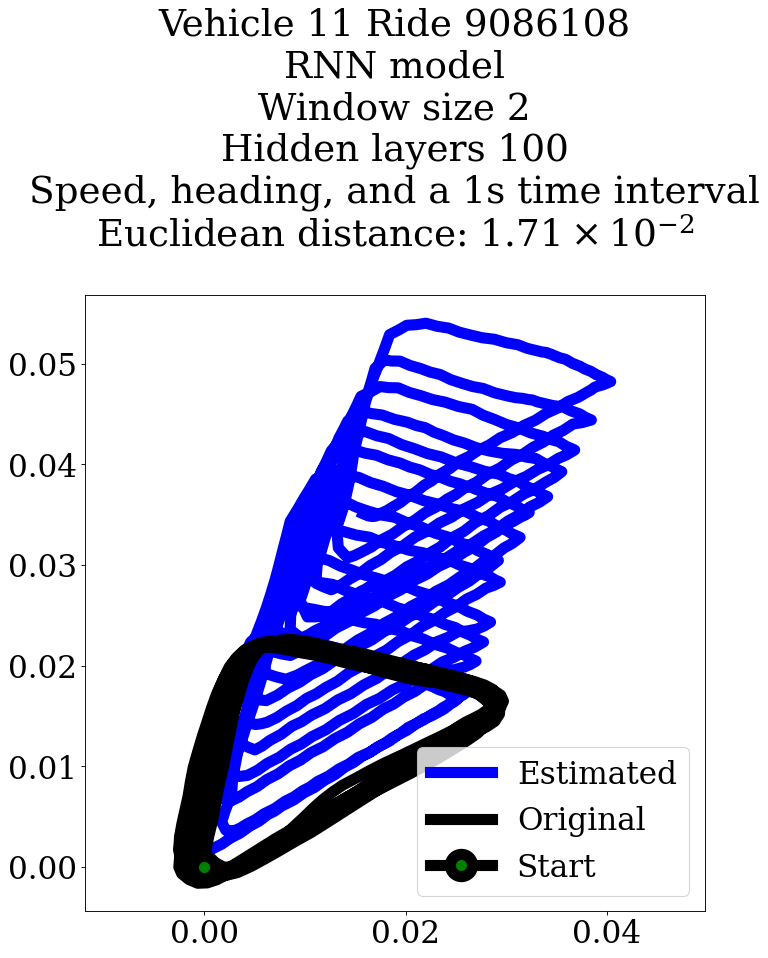 Vehicle 11 Ride 9086108
RNN model
Window size 2
Hidden layers 100
Speed, heading, and a 1s time interval
Euclidean distance: 1.71 × 10⁻²
0.05
0.04
0.03
0.02
0.01
0.00
Estimated
Original
Start
0.00 0.02 0.04